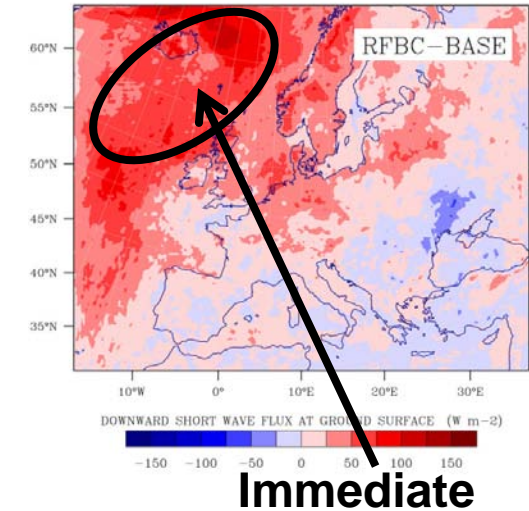 60°N
RFBC-BASE
55°N
50°N
45°N
40°N
35°N
10°W 0° 10°E 20°E 30°E
DOWNWARD SHORT WAVE FLUX AT GROUND SURFACE (W m-2)
-150 -100 -50 0 50 100 150
Immediate